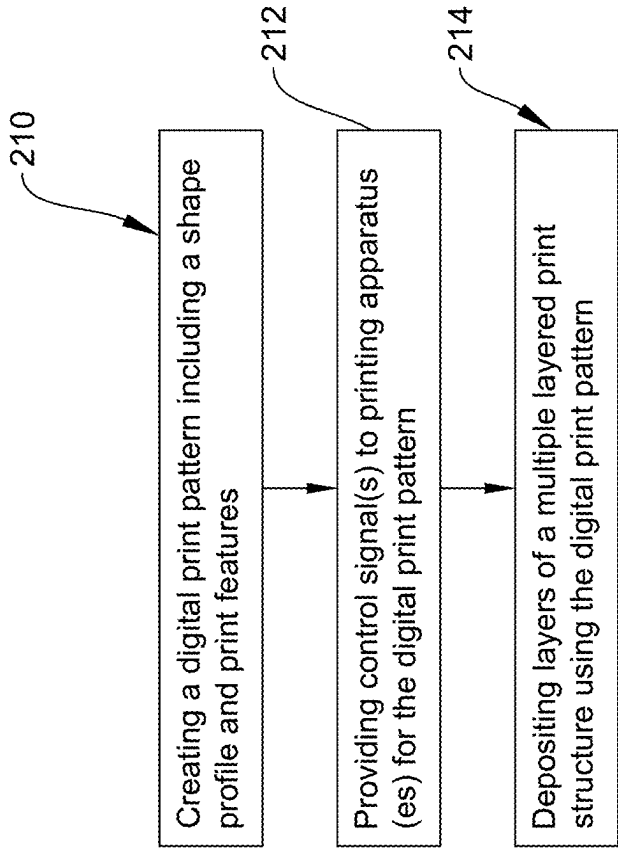 210
Creating a digital print pattern including a shape
profile and print features
212
Providing control signal(s) to printing apparatus
(es) for the digital print pattern
214
Depositing layers of a multiple layered print
structure using the digital print pattern